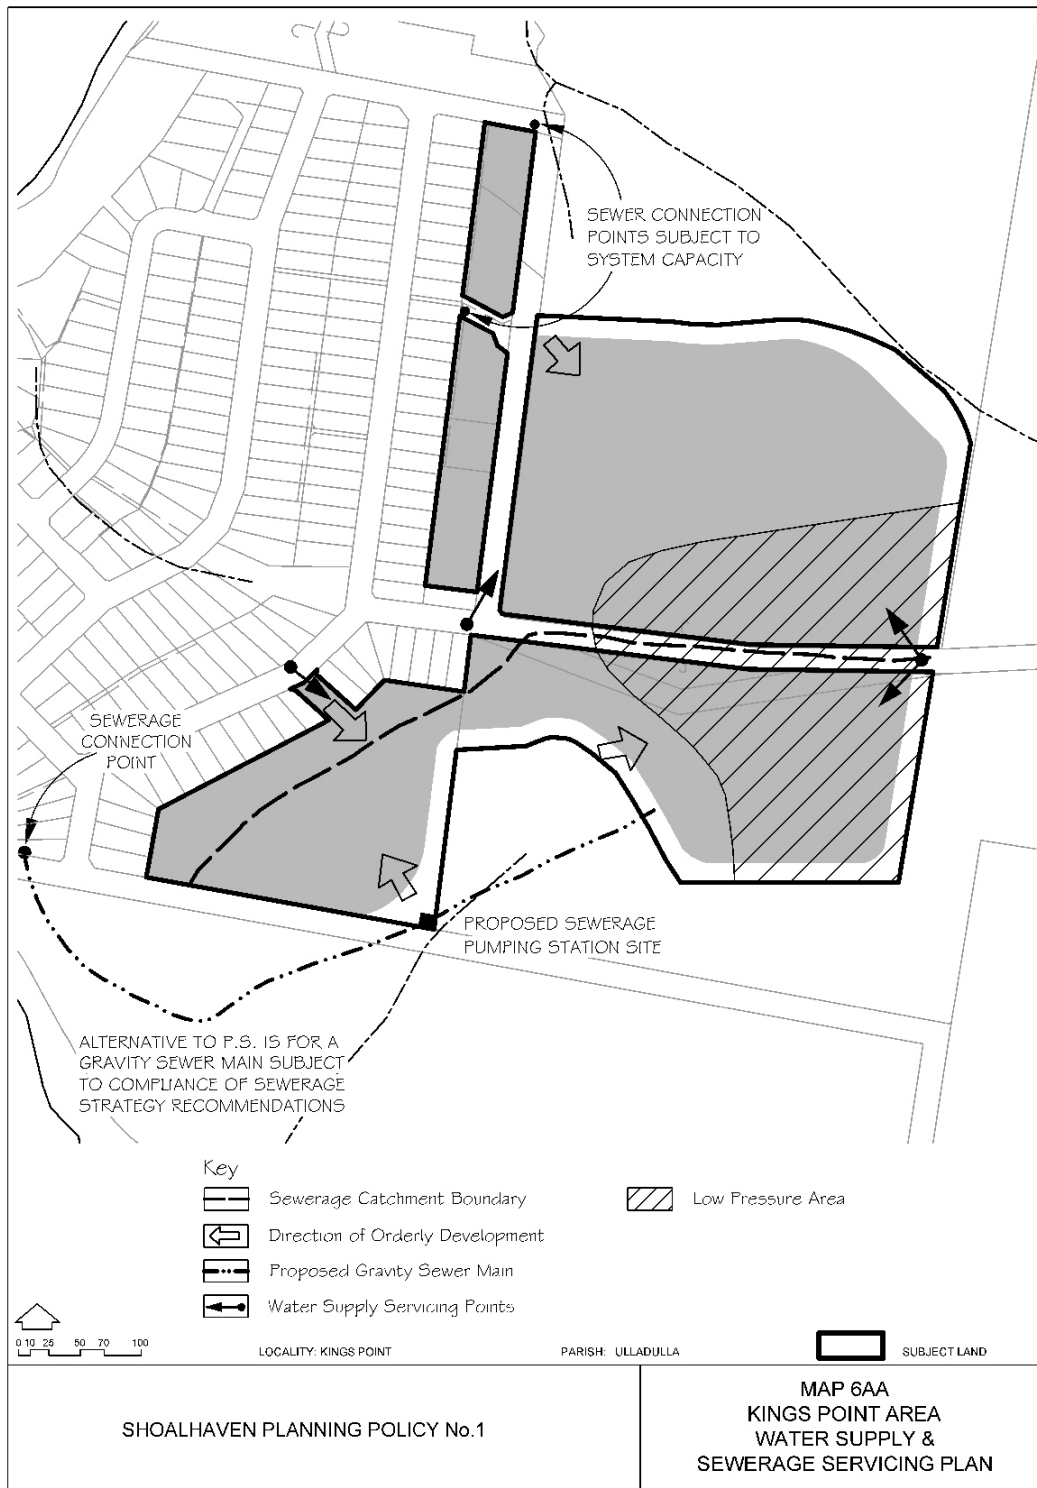 SEWER CONNECTION
POINTS SUBJECT TO
SYSTEM CAPACITY
SEWERAGE
CONNECTION
POINT
PROPOSED SEWERAGE
PUMPING STATION SITE
ALTERNATIVE TO P.S. IS FOR A
GRAVITY SEWER MAIN SUBJECT
TO COMPLIANCE OF SEWERAGE
STRATEGY RECOMMENDATIONS
Key
Sewerage Catchment Boundary
Low Pressure Area
Direction of Orderly Development
Proposed Gravity Sewer Main
Water Supply Servicing Points
0 10 25 50 70 100
LOCALITY: KINGS POINT
PARISH: ULLADULLA
SUBJECT LAND
SHOALHAVEN PLANNING POLICY No.1
MAP 6AA
KINGS POINT AREA
WATER SUPPLY &
SEWERAGE SERVICING PLAN